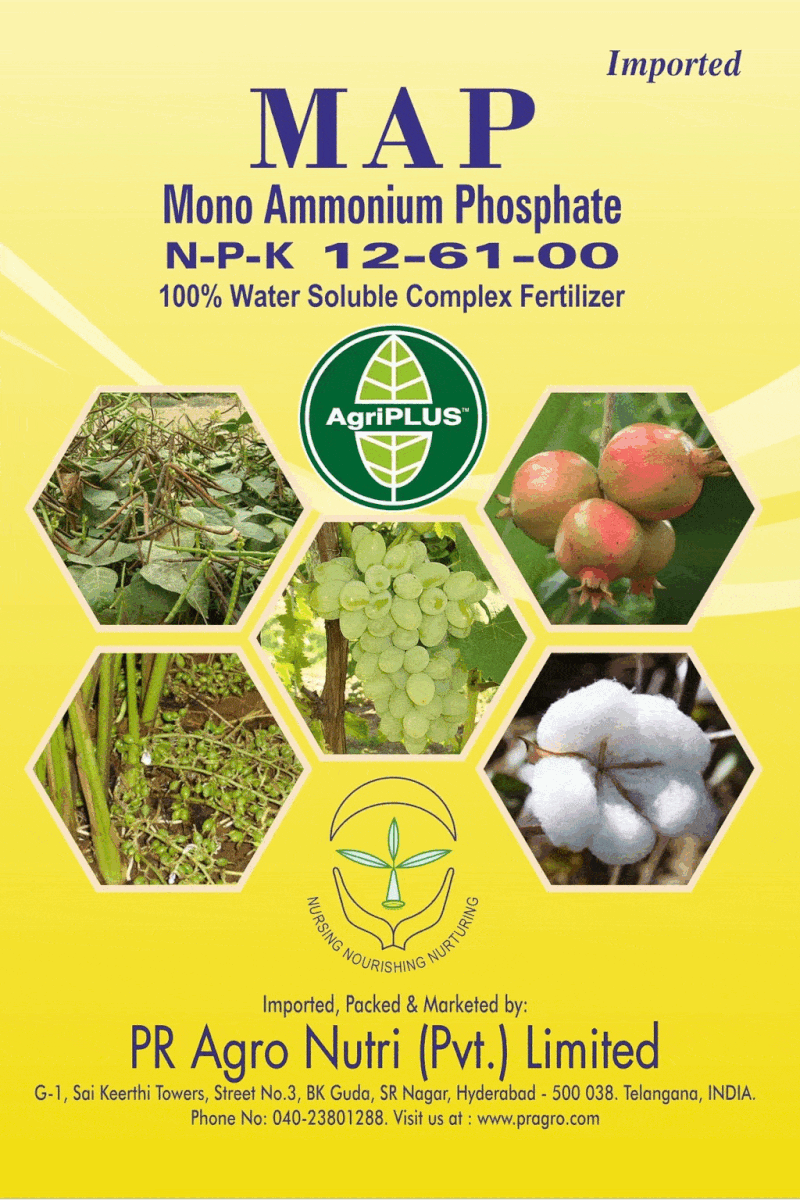 Imported
MAP
Mono Ammonium Phosphate
N-P-K 12-61-00
100% Water Soluble Complex Fertilizer
AgriPLUS™
NURSING NOURISHING NURTURING
Imported, Packed & Marketed by:
PR Agro Nutri (Pvt.) Limited
G-1, Sai Keerthi Towers, Street No.3, BK Guda, SR Nagar, Hyderabad - 500 038. Telangana, INDIA.
Phone No: 040-23801288. Visit us at : www.pragro.com